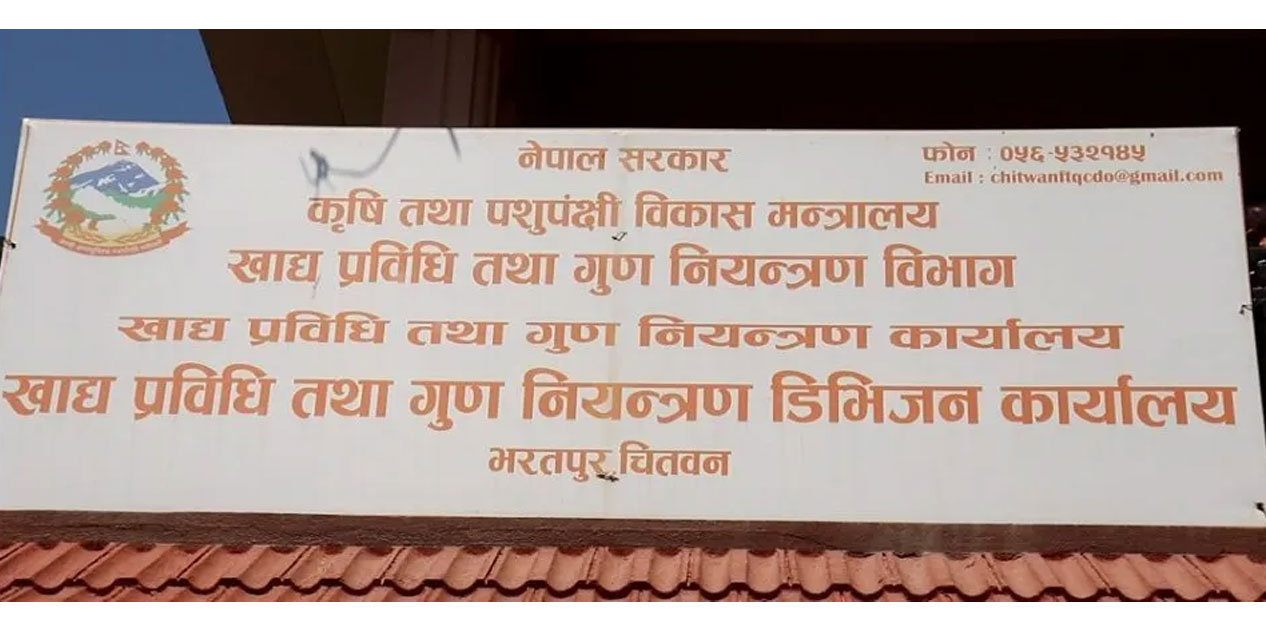 नेपाल सरकार
फोन : ०५६-५३२१४५
Email : chitwanftqcdo@gmail.com
कृषि तथा पशुपंक्षी विकास मन्त्रालय
खाद्य प्रविधि तथा गुण नियन्त्रण विभाग
खाद्य प्रविधि तथा गुण नियन्त्रण कार्यालय
खाद्य प्रविधि तथा गुण नियन्त्रण डिभिजन कार्यालय
भरतपुर,चितवन